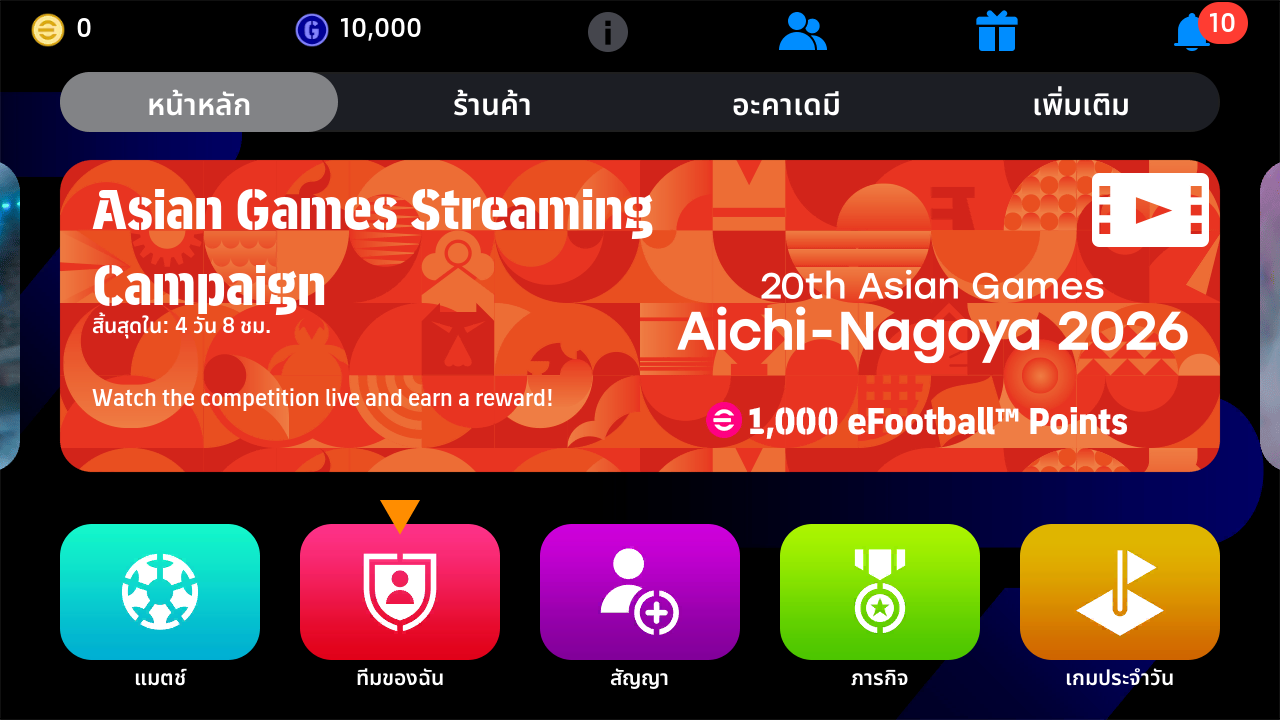 0
10,000
10
หน้าหลัก
ร้านค้า
อะคาเดมี
เพิ่มเติม
Asian Games Streaming
Campaign
สิ้นสุดใน: 4 วัน 8 ชม.
Watch the competition live and earn a reward!
20th Asian Games
Aichi-Nagoya 2026
1,000 eFootball™ Points
แมตช์
ทีมของฉัน
สัญญา
ภารกิจ
เกมประจำวัน